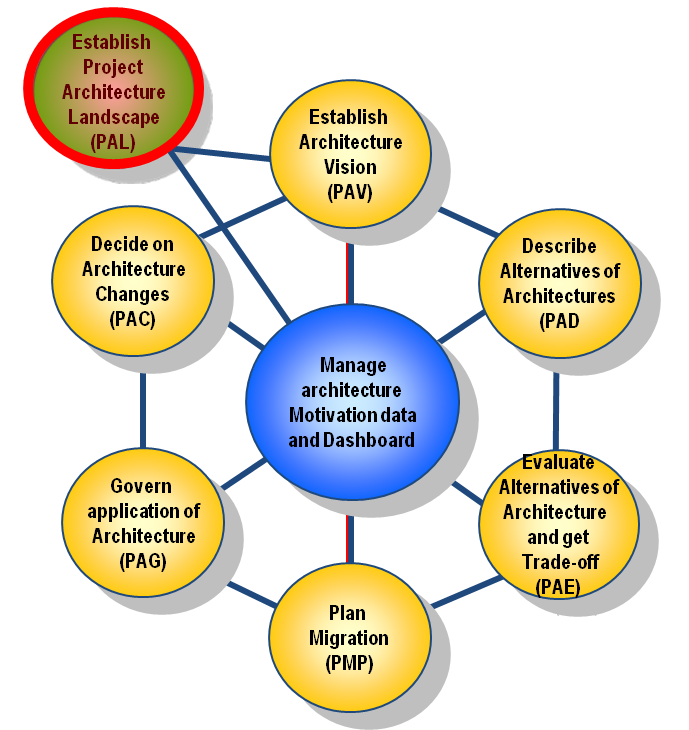 Establish
Project
Architecture
Landscape
(PAL)
Establish
Architecture
Vision
(PAV)
Decide on
Architecture
Changes
(PAC)
Describe
Alternatives of
Architectures
(PAD
Manage
architecture
Motivation data
and Dashboard
Govern
application of
Architecture
(PAG)
Evaluate
Alternatives of
Architecture
and get
Trade-off
(PAE)
Plan
Migration
(PMP)